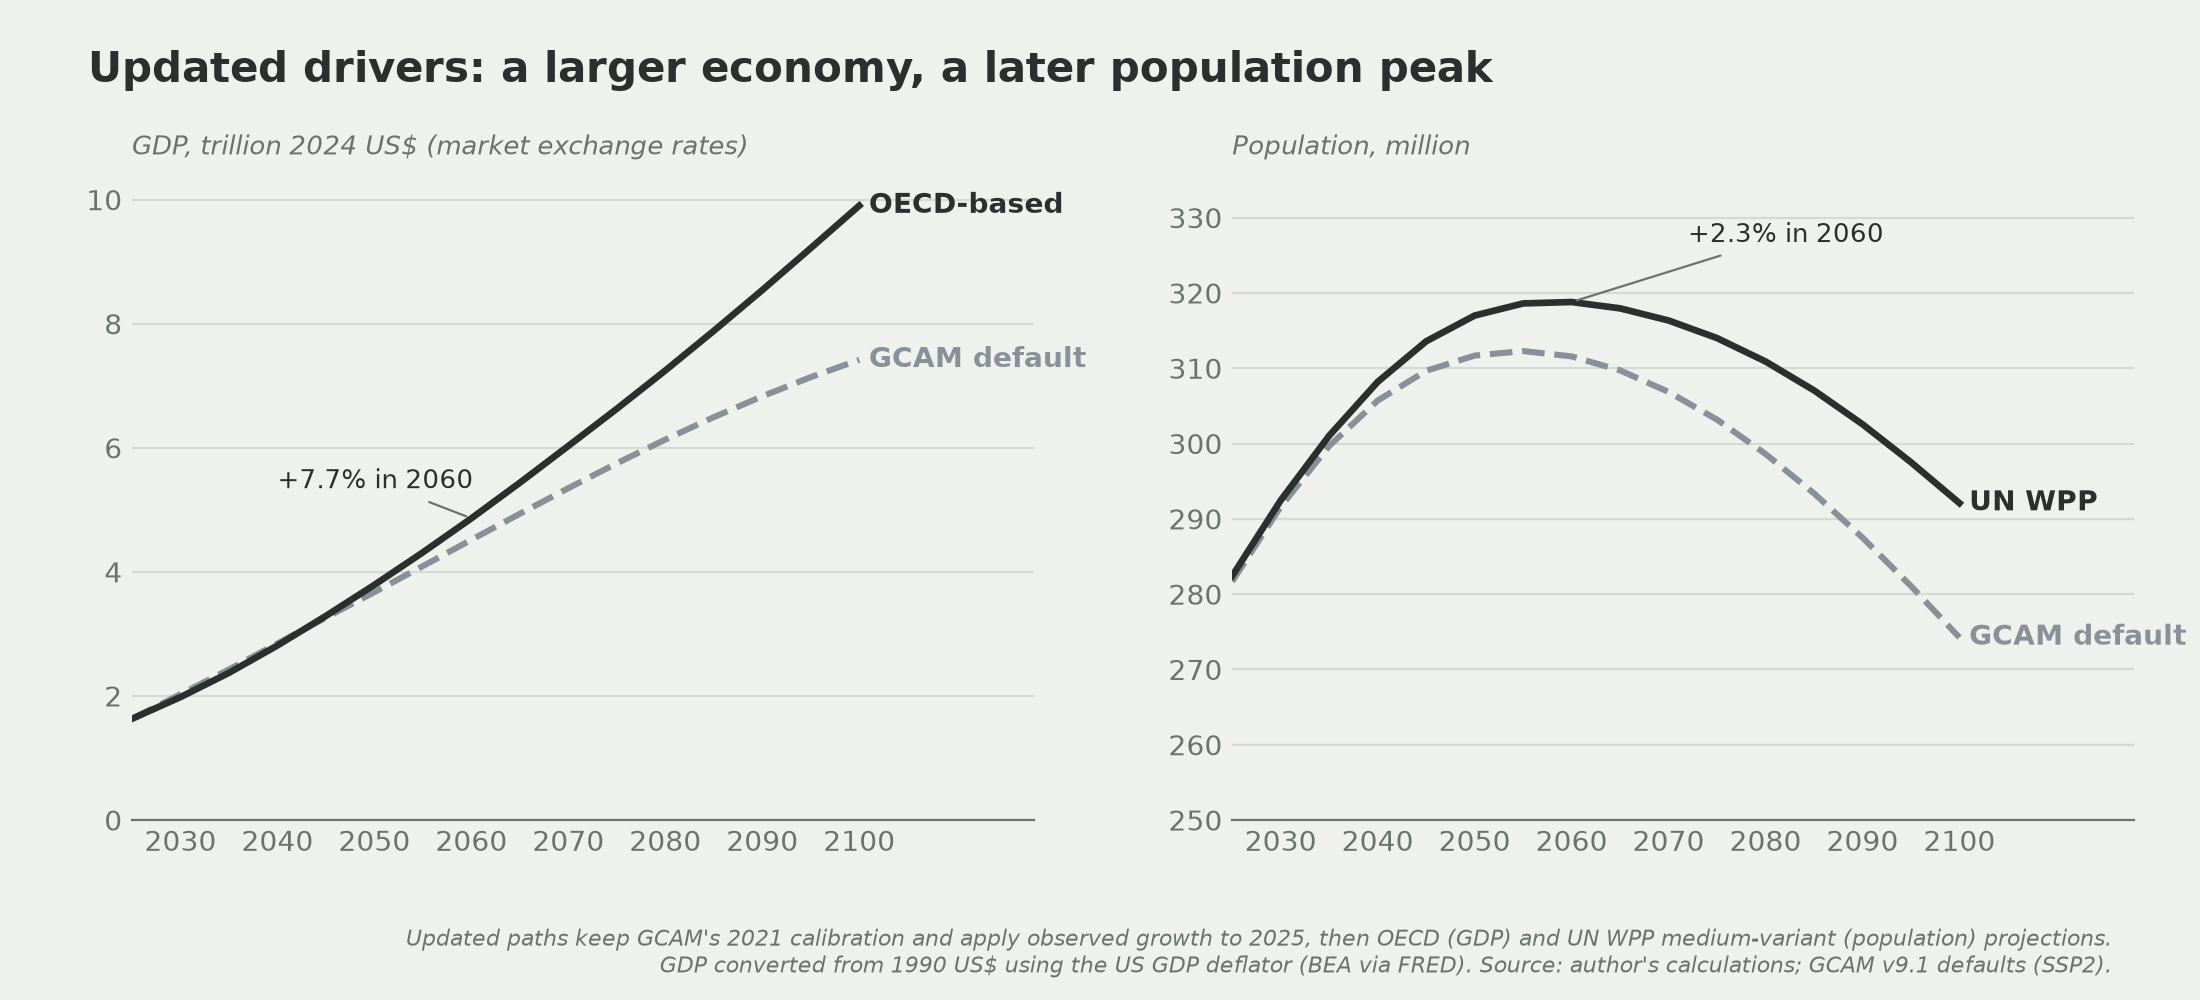 Updated drivers: a larger economy, a later population peak
GDP, trillion 2024 US$ (market exchange rates)
10
8
6
4
2
0
OECD-based
GCAM default
+7.7% in 2060
2030 2040 2050 2060 2070 2080 2090 2100
Population, million
330
320
310
300
290
280
270
260
250
+2.3% in 2060
UN WPP
GCAM default
2030 2040 2050 2060 2070 2080 2090 2100
Updated paths keep GCAM's 2021 calibration and apply observed growth to 2025, then OECD (GDP) and UN WPP medium-variant (population) projections.
GDP converted from 1990 US$ using the US GDP deflator (BEA via FRED). Source: author's calculations; GCAM v9.1 defaults (SSP2).